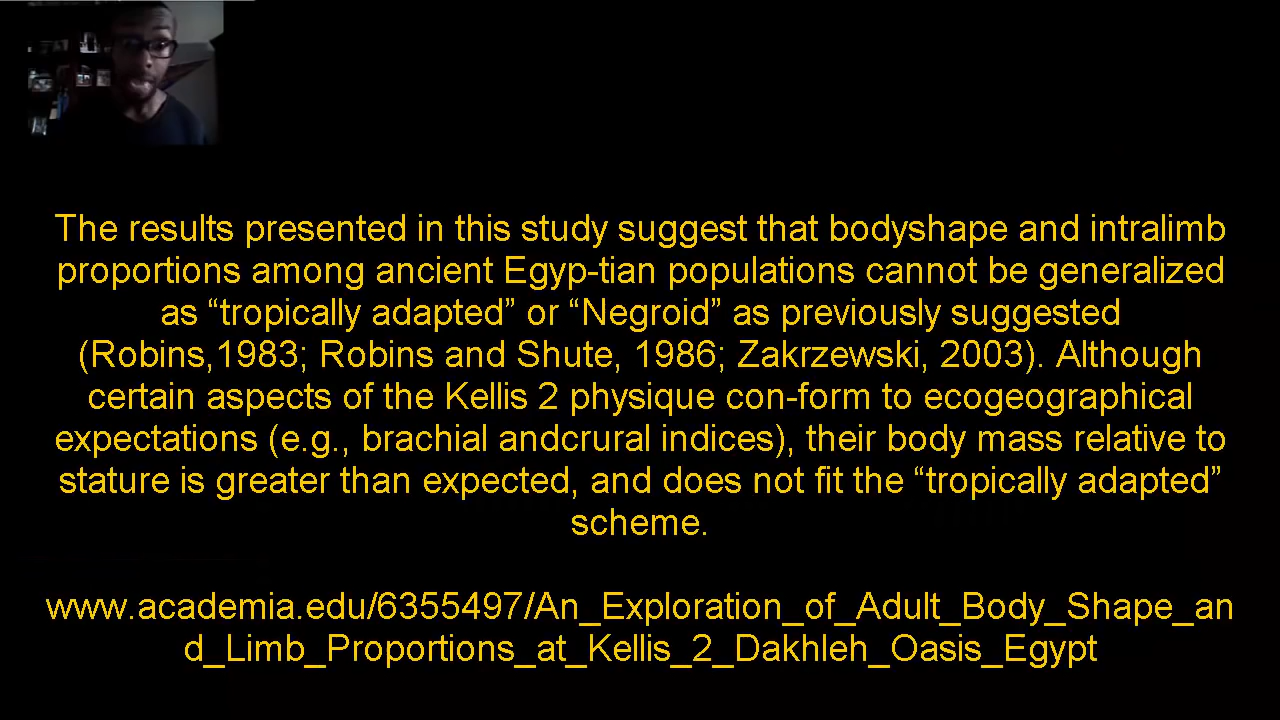 The results presented in this study suggest that bodyshape and intralimb
proportions among ancient Egyp-tian populations cannot be generalized
as “tropically adapted” or “Negroid” as previously suggested
(Robins,1983; Robins and Shute, 1986; Zakrzewski, 2003). Although
certain aspects of the Kellis 2 physique con-form to ecogeographical
expectations (e.g., brachial andcrural indices), their body mass relative to
stature is greater than expected, and does not fit the “tropically adapted”
scheme.
www.academia.edu/6355497/An_Exploration_of_Adult_Body_Shape_an
d_Limb_Proportions_at_Kellis_2_Dakhleh_Oasis_Egypt